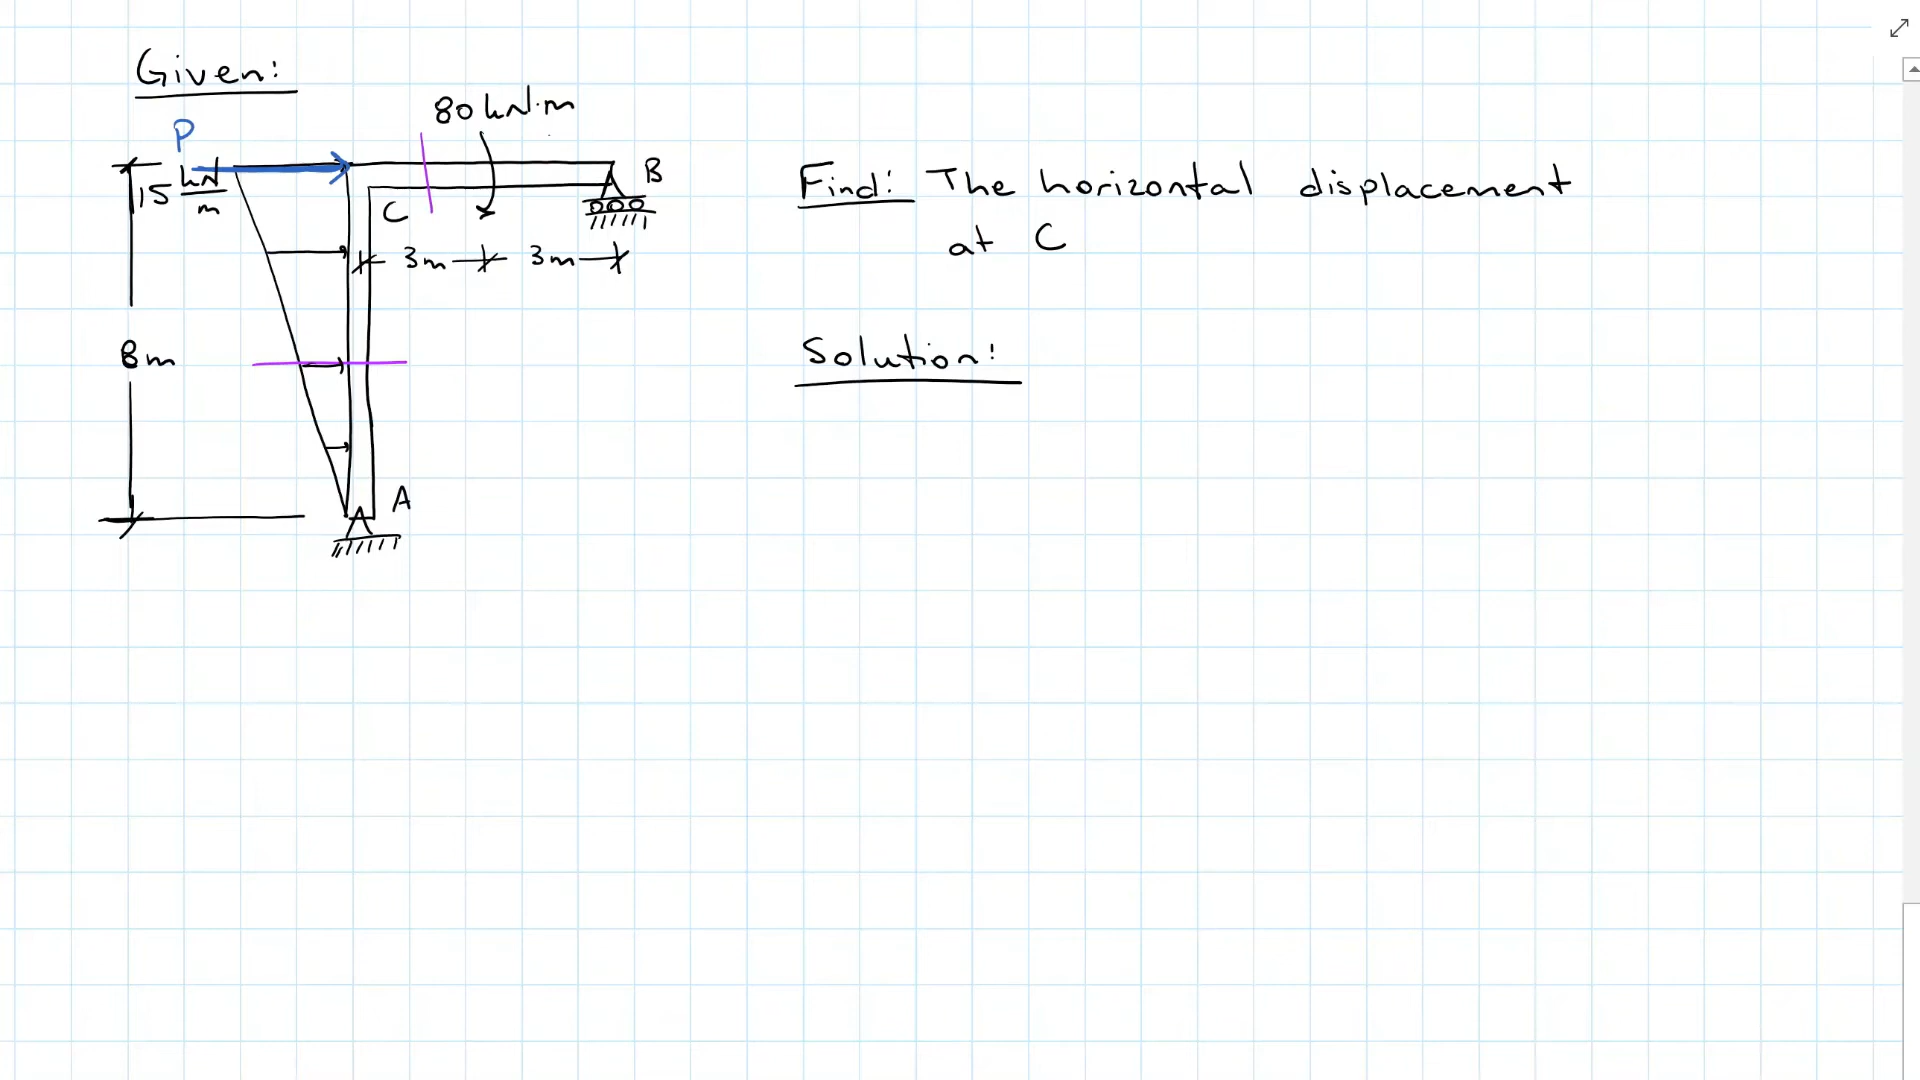 Given:
80 kN·m
P
15 kN/m
B
C
3m 3m
8m
A
Find: The horizontal displacement
at C
Solution: